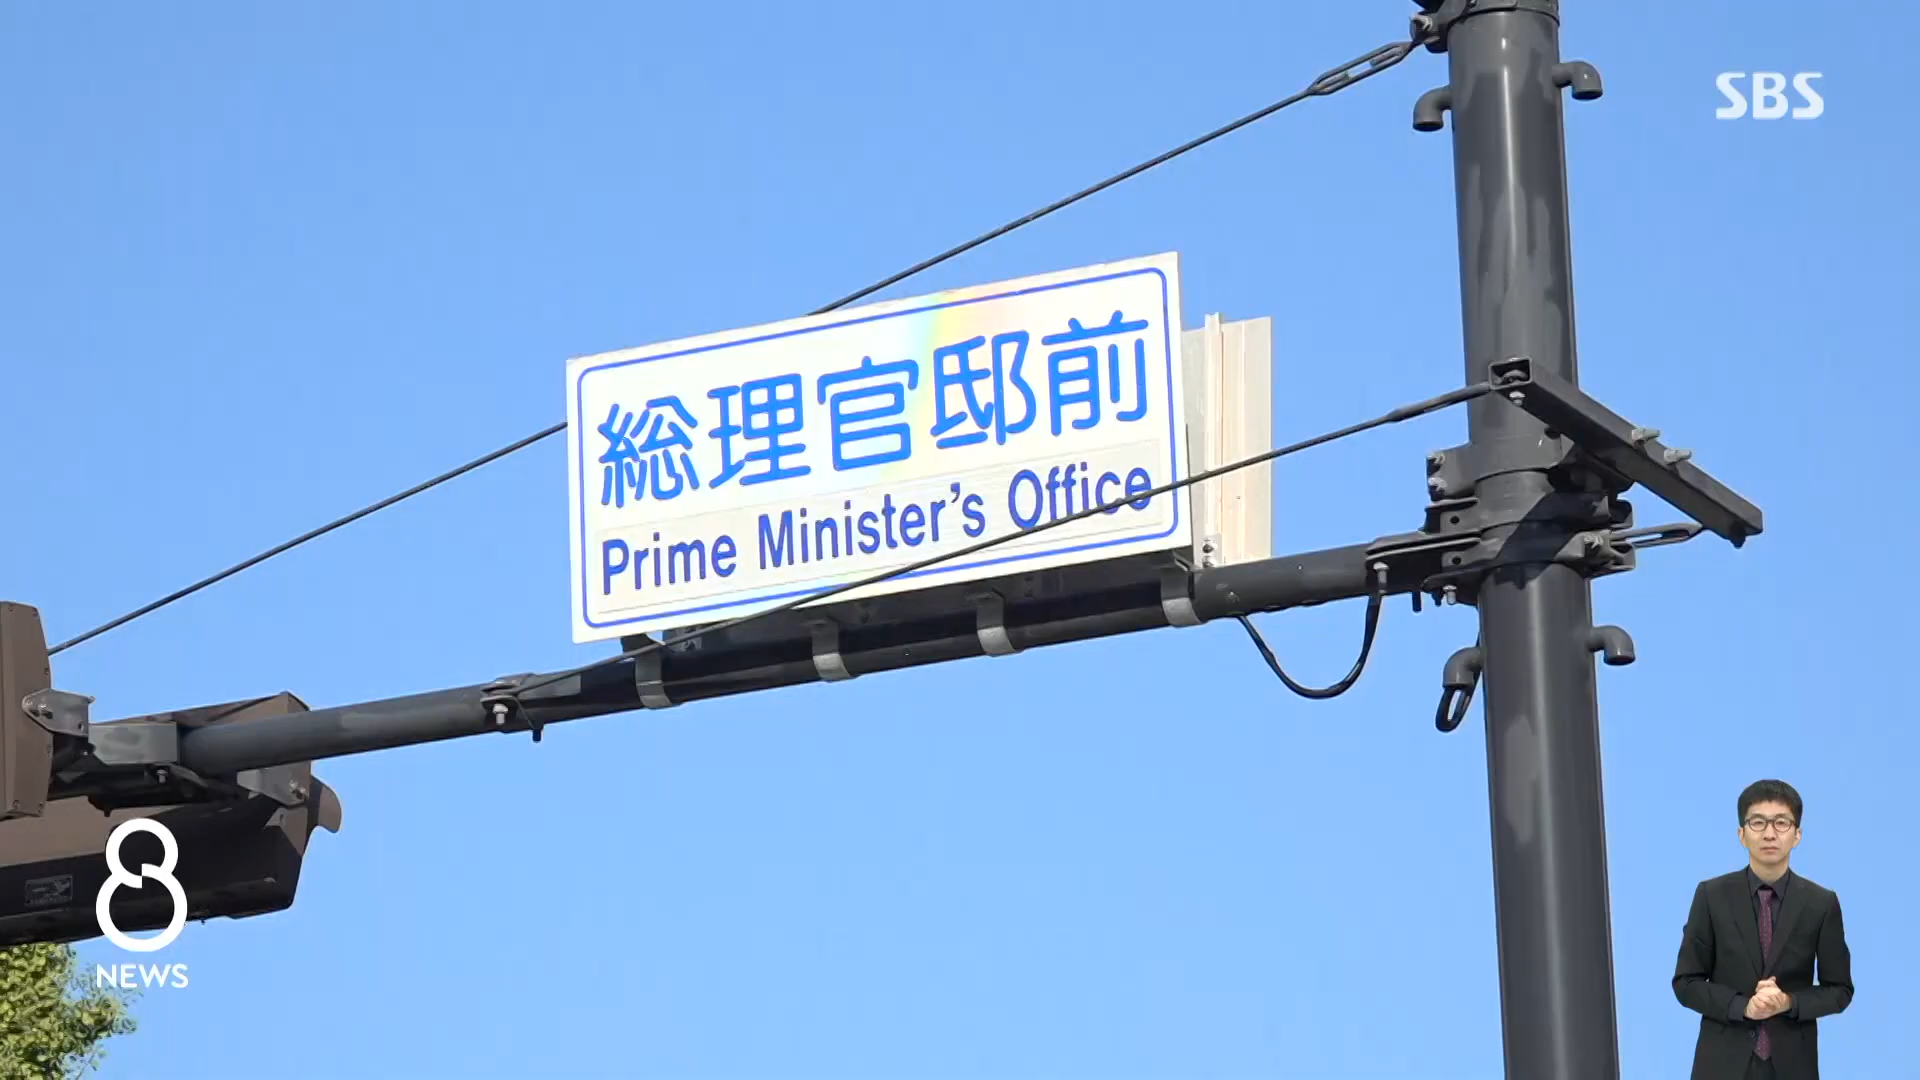 SBS
総理官邸前
Prime Minister's Office
8
NEWS